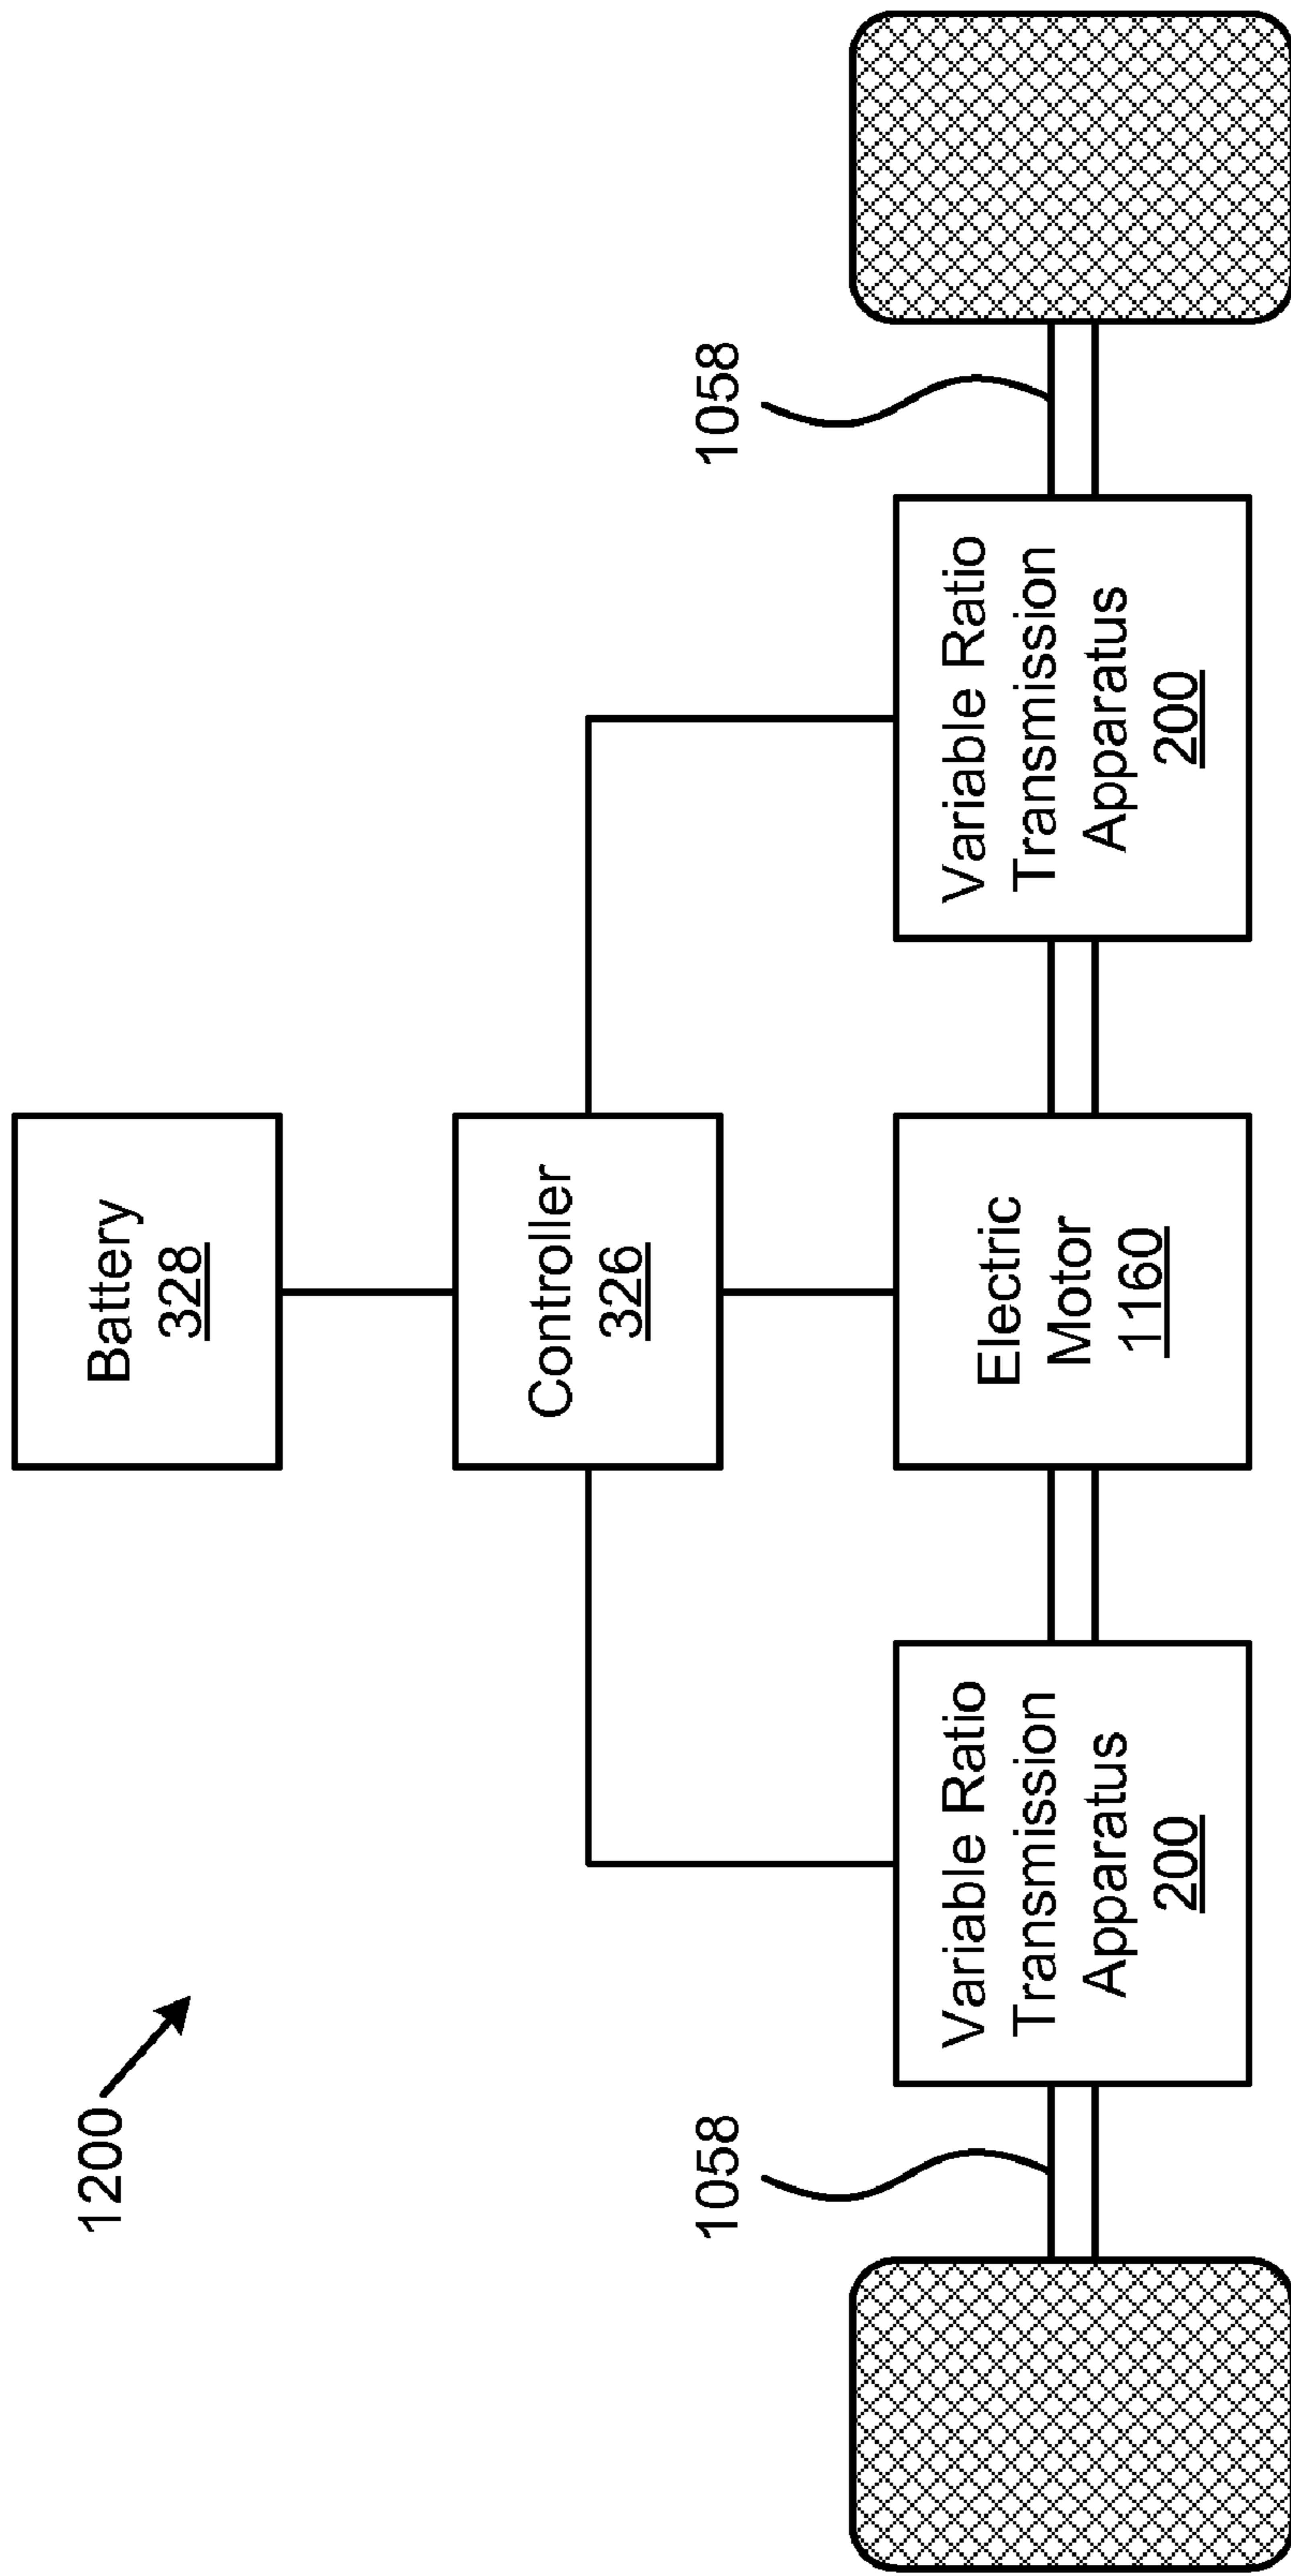 1200
Battery
328
Controller
326
1058
1058
Variable Ratio
Transmission
Apparatus
200
Electric
Motor
1160
Variable Ratio
Transmission
Apparatus
200